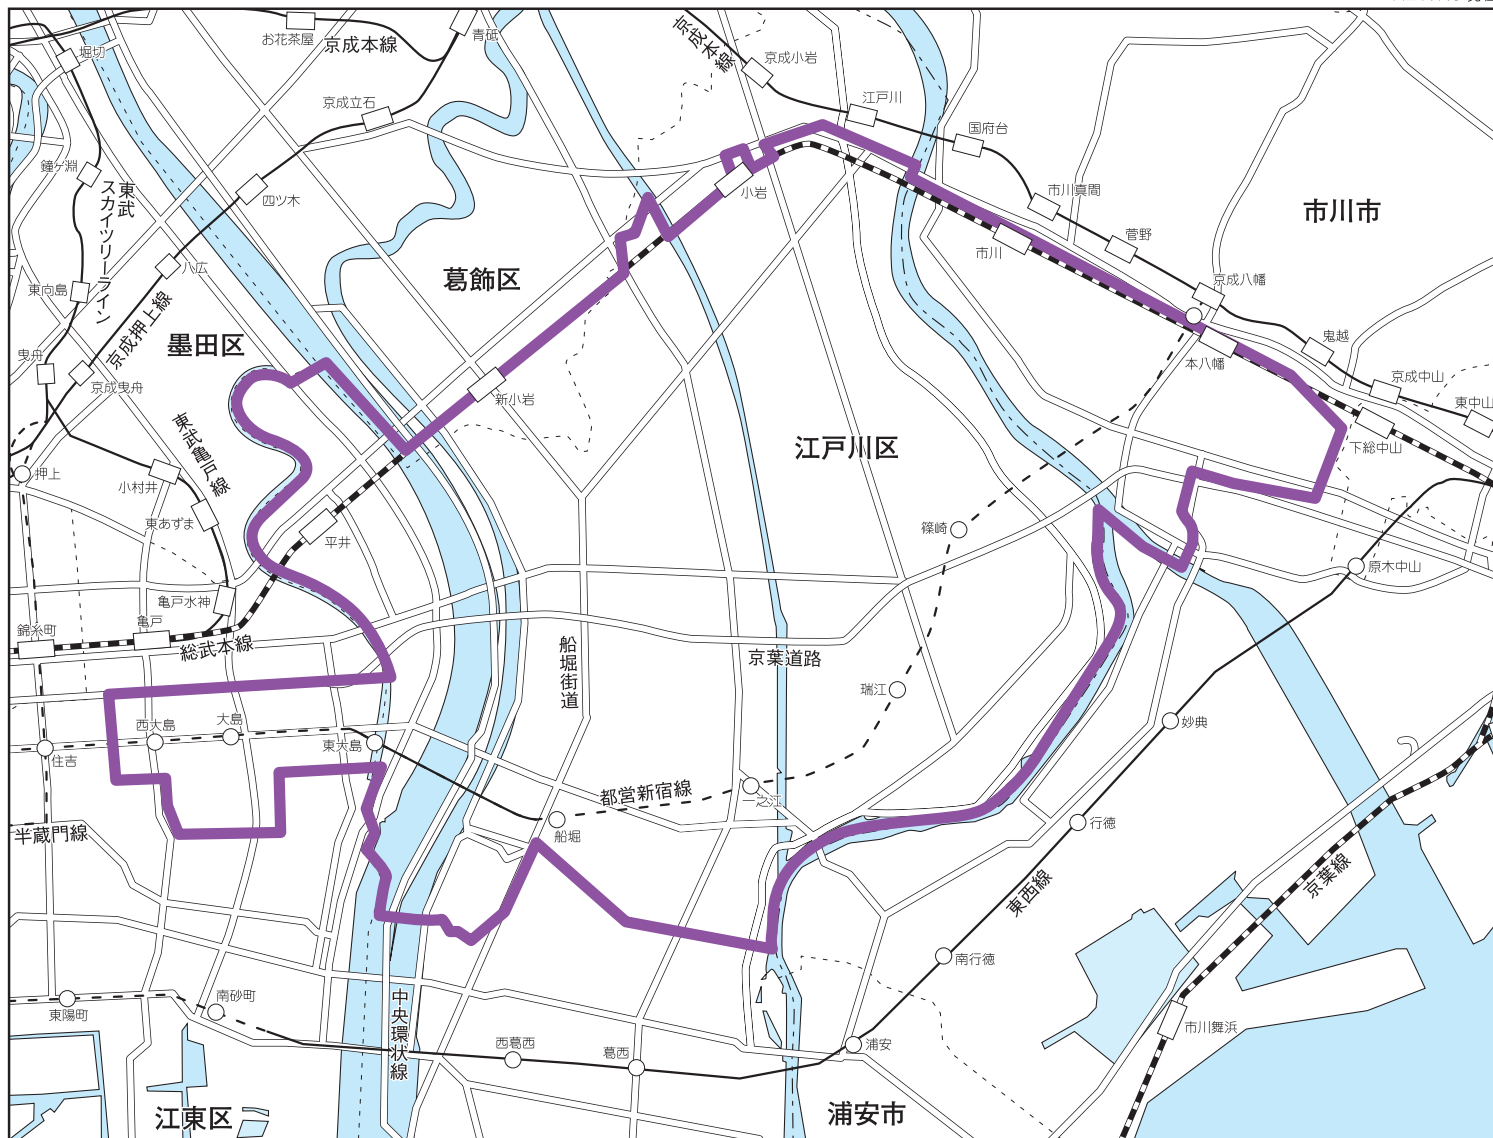 お花茶屋
京成本線
青砥
京成本線
堀切
京成小岩
京成立石
江戸川
国府台
鐘ヶ淵
東武
スカイツリーライン
四ツ木
小岩
市川真間
市川市
市川
菅野
八広
葛飾区
京成八幡
東向島
京成押上線
墨田区
鬼越
曳舟
本八幡
京成曳舟
京成中山
新小岩
東中山
東武亀戸線
江戸川区
下総中山
押上
小村井
東あずま
篠崎
平井
原木中山
亀戸水神
亀戸
錦糸町
総武本線
船堀街道
京葉道路
瑞江
西大島
大島
妙典
東大島
住吉
都営新宿線
一之江
半蔵門線
船堀
行徳
東西線
京葉線
南行徳
中央環状線
南砂町
東陽町
市川舞浜
西葛西
葛西
浦安
江東区
浦安市